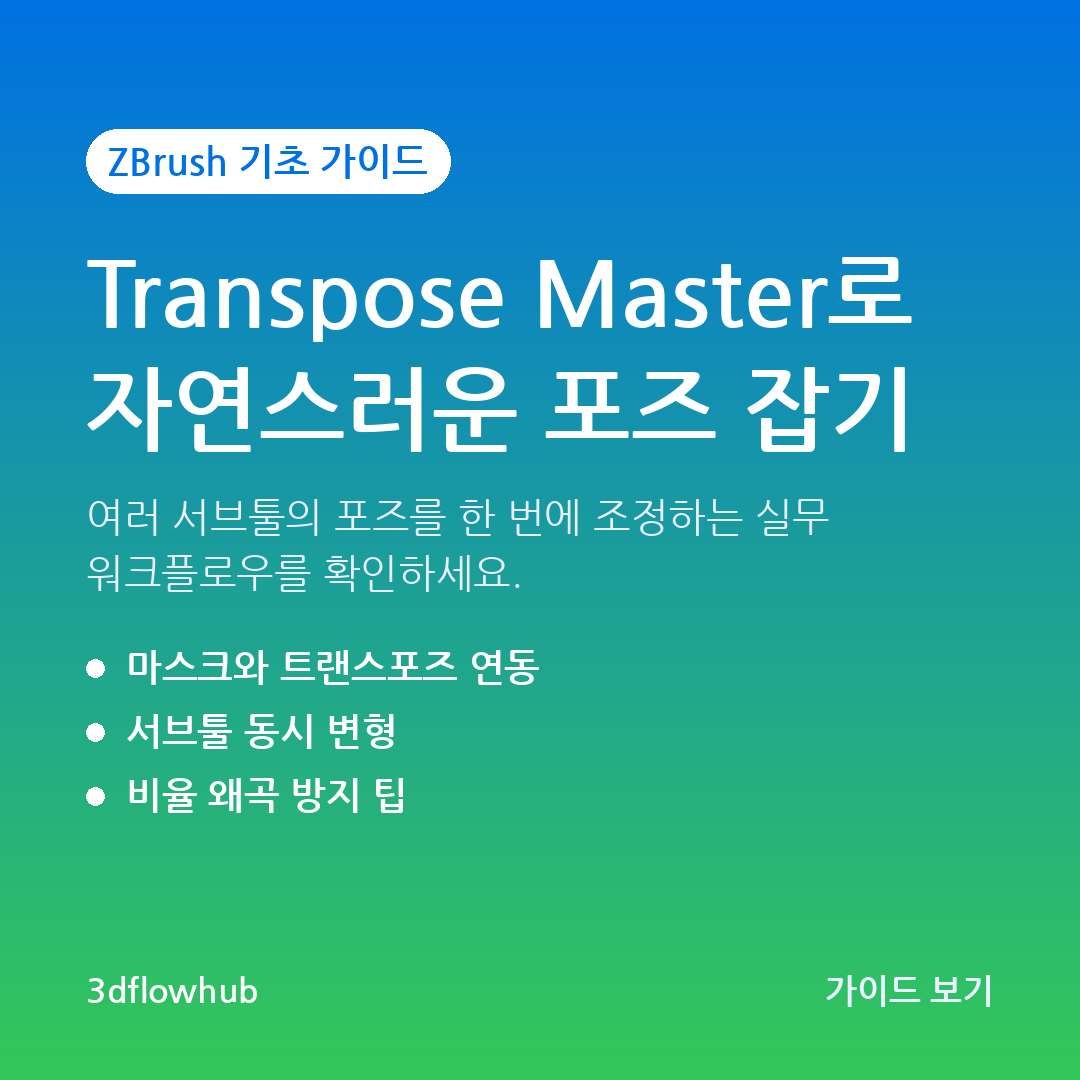 ZBrush 기초 가이드
Transpose Master로
자연스러운 포즈 잡기
여러 서브툴의 포즈를 한 번에 조정하는 실무
워크플로우를 확인하세요.
마스크와 트랜스포즈 연동
서브툴 동시 변형
비율 왜곡 방지 팁
3dflowhub
가이드 보기